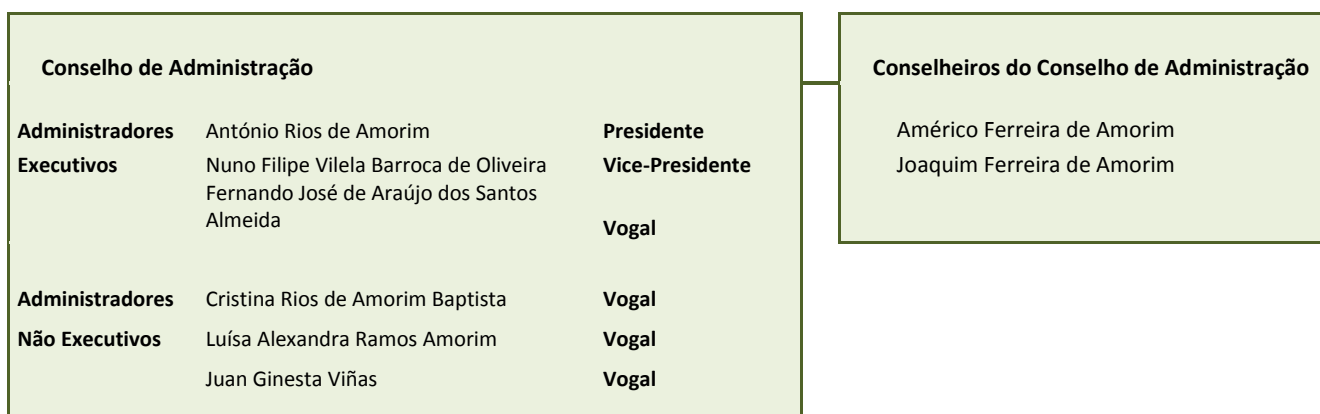 Conselho de Administração
Administradores António Rios de Amorim Presidente
Executivos Nuno Filipe Vilela Barroca de Oliveira Vice-Presidente
Fernando José de Araújo dos Santos
Almeida Vogal
Administradores Cristina Rios de Amorim Baptista Vogal
Não Executivos Luísa Alexandra Ramos Amorim Vogal
Juan Ginesta Viñas Vogal
Conselheiros do Conselho de Administração
Américo Ferreira de Amorim
Joaquim Ferreira de Amorim